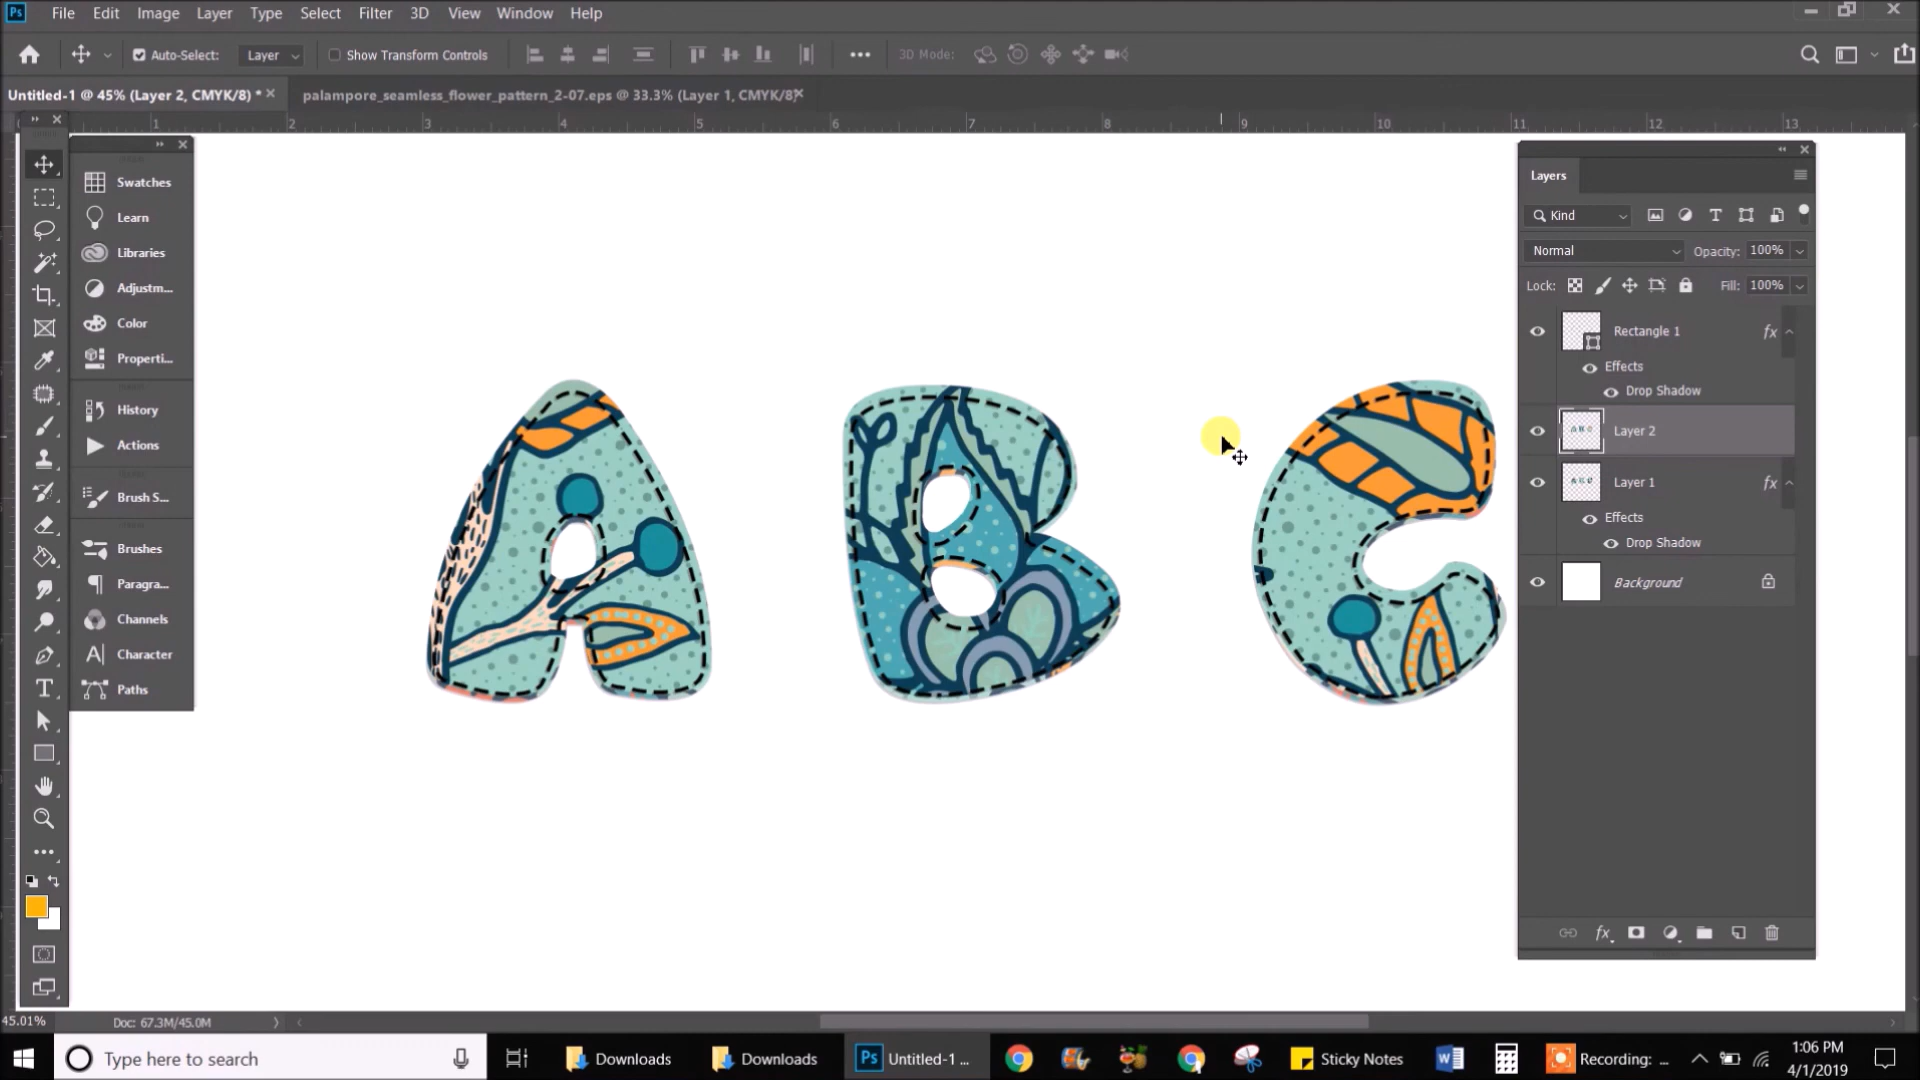 Ps File Edit Image Layer Type Select Filter 3D View Window Help
Auto-Select: Layer Show Transform Controls 3D Mode:
Untitled-1 @ 45% (Layer 2, CMYK/8) * palampore_seamless_flower_pattern_2-07.eps @ 33.3% (Layer 1, CMYK/8)
1 2 3 4 5 6 7 8 9 10 11 12 13
Swatches
Learn
Libraries
Adjustm...
Color
Properti...
History
Actions
Brush S...
Brushes
Paragra...
Channels
Character
Paths
A B C
Layers
Kind
Normal Opacity: 100%
Lock: Fill: 100%
Rectangle 1 fx
Effects
Drop Shadow
Layer 2
Layer 1 fx
Effects
Drop Shadow
Background
fx
45.01% Doc: 67.3M/45.0M
Type here to search Downloads Downloads Ps Untitled-1 ... Sticky Notes Recording: ... 1:06 PM
4/1/2019